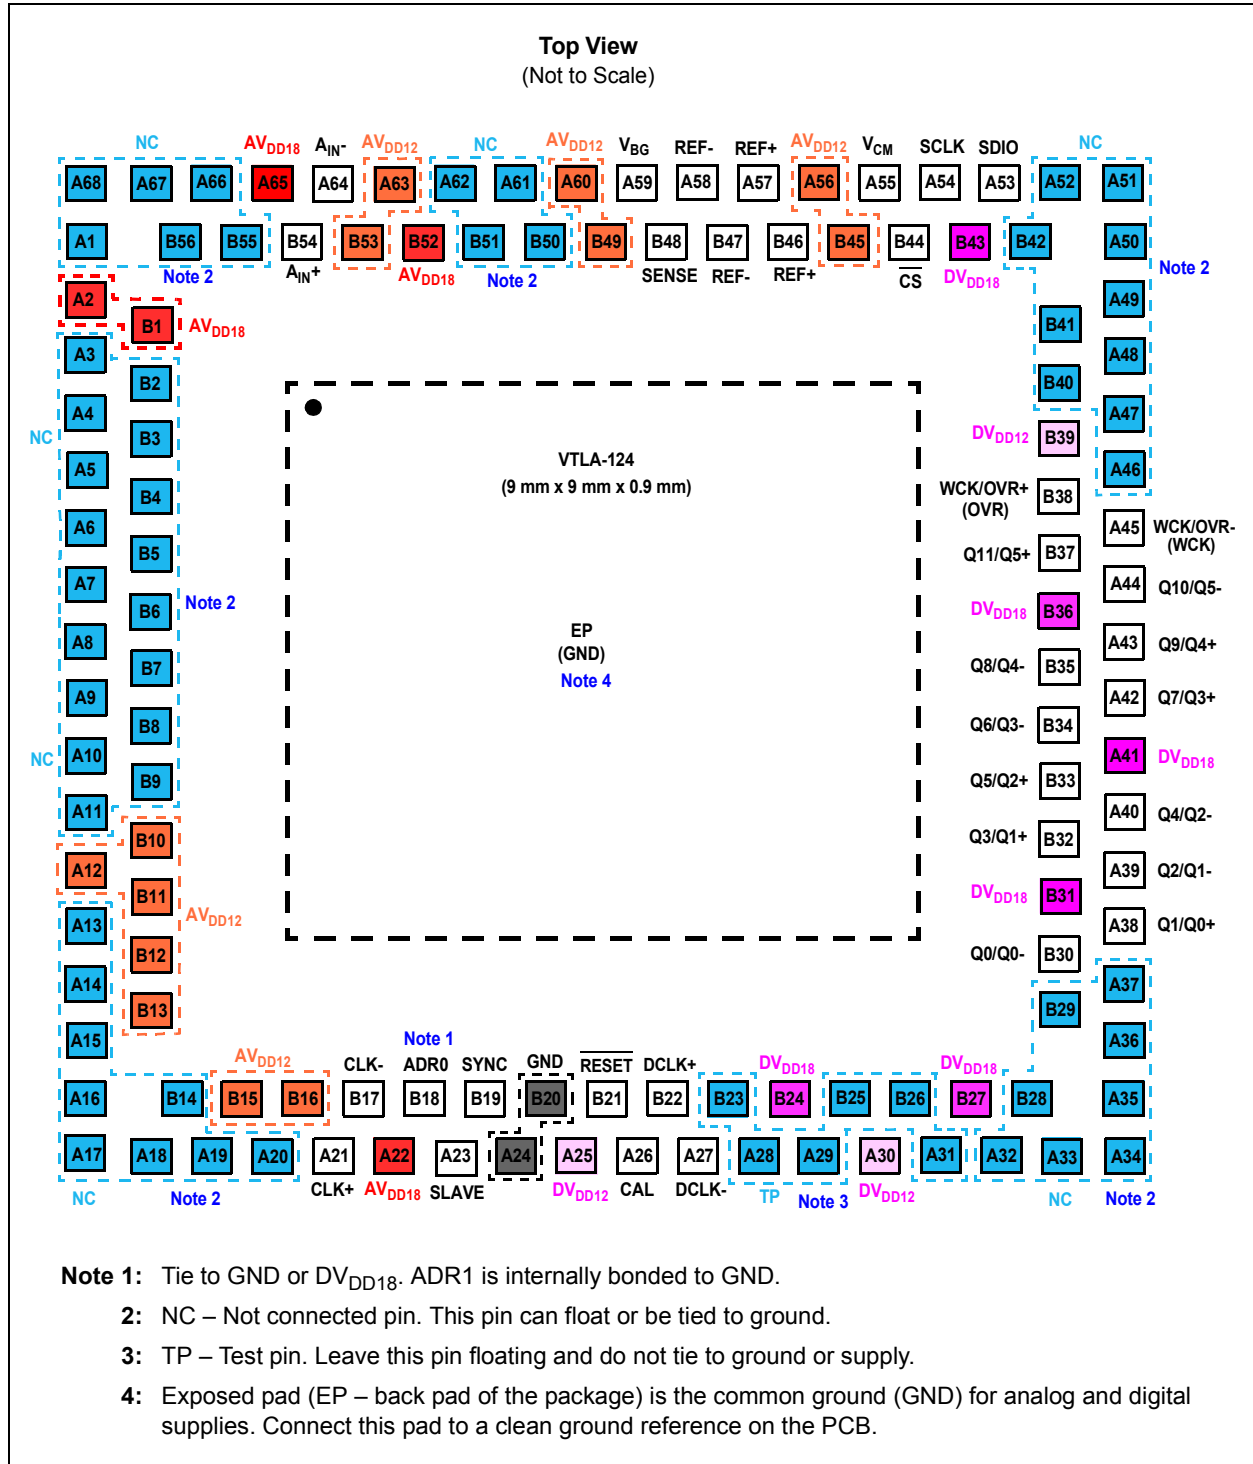 Top View
(Not to Scale)
NC AVDD18 AIN- AVDD12 NC AVDD12 VBG REF- REF+ AVDD12 VCM SCLK SDIO NC
A68 A67 A66 A65 A64 A63 A62 A61 A60 A59 A58 A57 A56 A55 A54 A53 A52 A51
A1 B56 B55 B54 B53 B52 B51 B50 B49 B48 B47 B46 B45 B44 B43 B42 A50
Note 2 AIN+ AVDD18 Note 2 SENSE REF- REF+ CS DVDD18 Note 2
A2 A49
B1 AVDD18 B41
A3 A48
B2 B40
A4 A47
NC B3 DVDD12 B39
A5 A46
B4 VTLA-124
(9 mm x 9 mm x 0.9 mm)
WCK/OVR+ B38
(OVR)
A6 A45 WCK/OVR-
(WCK)
B5 Q11/Q5+ B37
A7 A44 Q10/Q5-
B6 Note 2 DVDD18 B36
A8 EP A43 Q9/Q4+
(GND)
B7 Note 4 Q8/Q4- B35
A9 A42 Q7/Q3+
B8 Q6/Q3- B34
NC A10 A41 DVDD18
B9 Q5/Q2+ B33
A11 A40 Q4/Q2-
B10 Q3/Q1+ B32
A12 A39 Q2/Q1-
B11 AVDD12 DVDD18 B31
A13 A38 Q1/Q0+
B12 Q0/Q0- B30
A14 A37
B13 B29
A15 A36
Note 1
AVDD12 CLK- ADR0 SYNC GND RESET DCLK+ DVDD18 DVDD18
A16 B14 B15 B16 B17 B18 B19 B20 B21 B22 B23 B24 B25 B26 B27 B28 A35
A17 A18 A19 A20 A21 A22 A23 A24 A25 A26 A27 A28 A29 A30 A31 A32 A33 A34
NC Note 2 CLK+ AVDD18 SLAVE DVDD12 CAL DCLK- TP Note 3 DVDD12 NC Note 2
Note 1: Tie to GND or DVDD18. ADR1 is internally bonded to GND.
2: NC – Not connected pin. This pin can float or be tied to ground.
3: TP – Test pin. Leave this pin floating and do not tie to ground or supply.
4: Exposed pad (EP – back pad of the package) is the common ground (GND) for analog and digital
supplies. Connect this pad to a clean ground reference on the PCB.